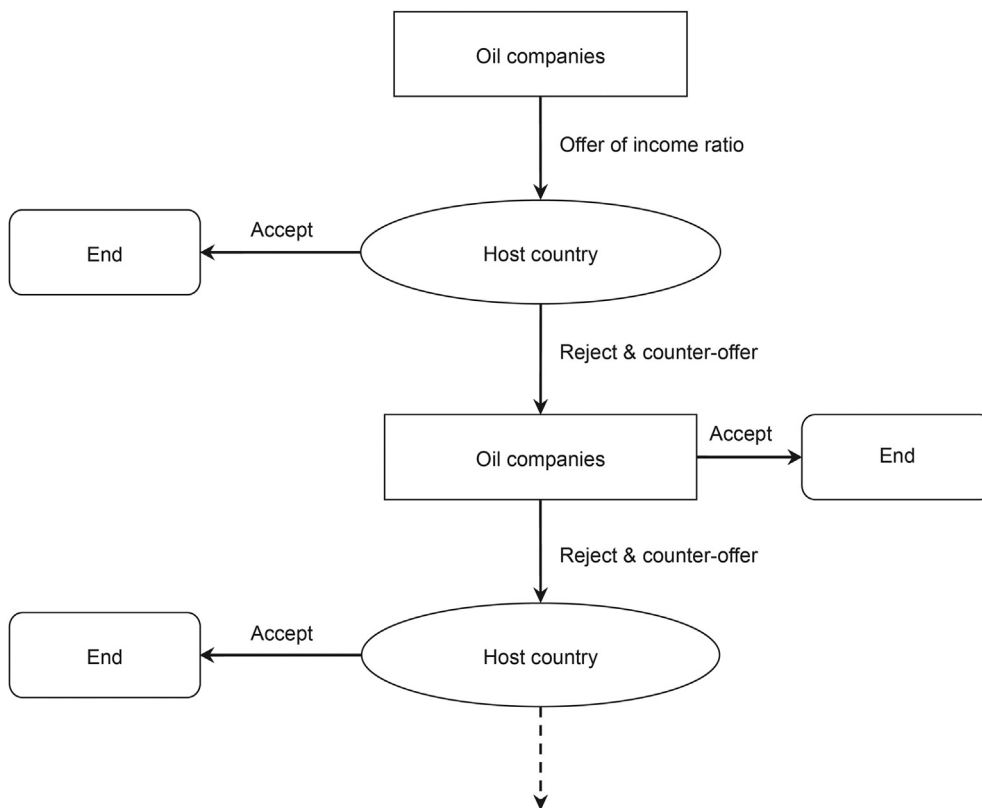 Oil companies
Offer of income ratio
Accept
End
Host country
Reject & counter-offer
Oil companies
Accept
End
Reject & counter-offer
Accept
End
Host country